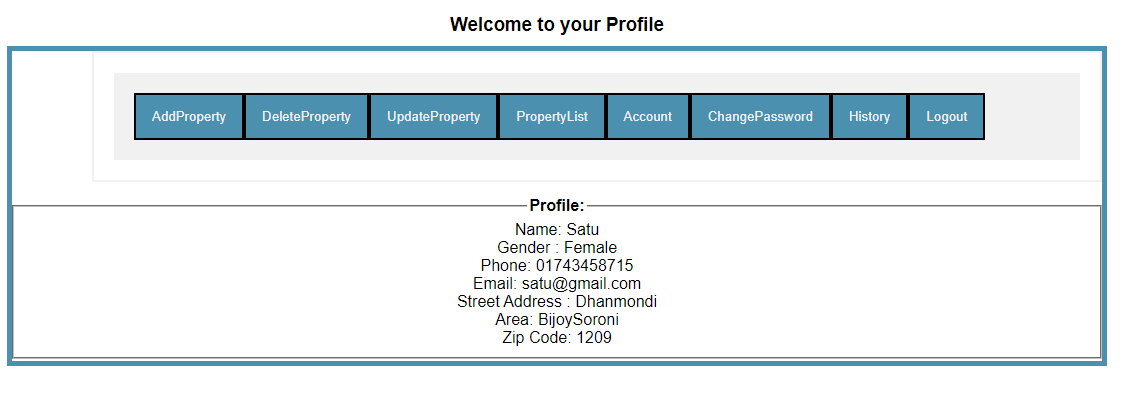 Welcome to your Profile
AddProperty DeleteProperty UpdateProperty PropertyList Account ChangePassword History Logout
Profile:
Name: Satu
Gender : Female
Phone: 01743458715
Email: satu@gmail.com
Street Address : Dhanmondi
Area: BijoySoroni
Zip Code: 1209